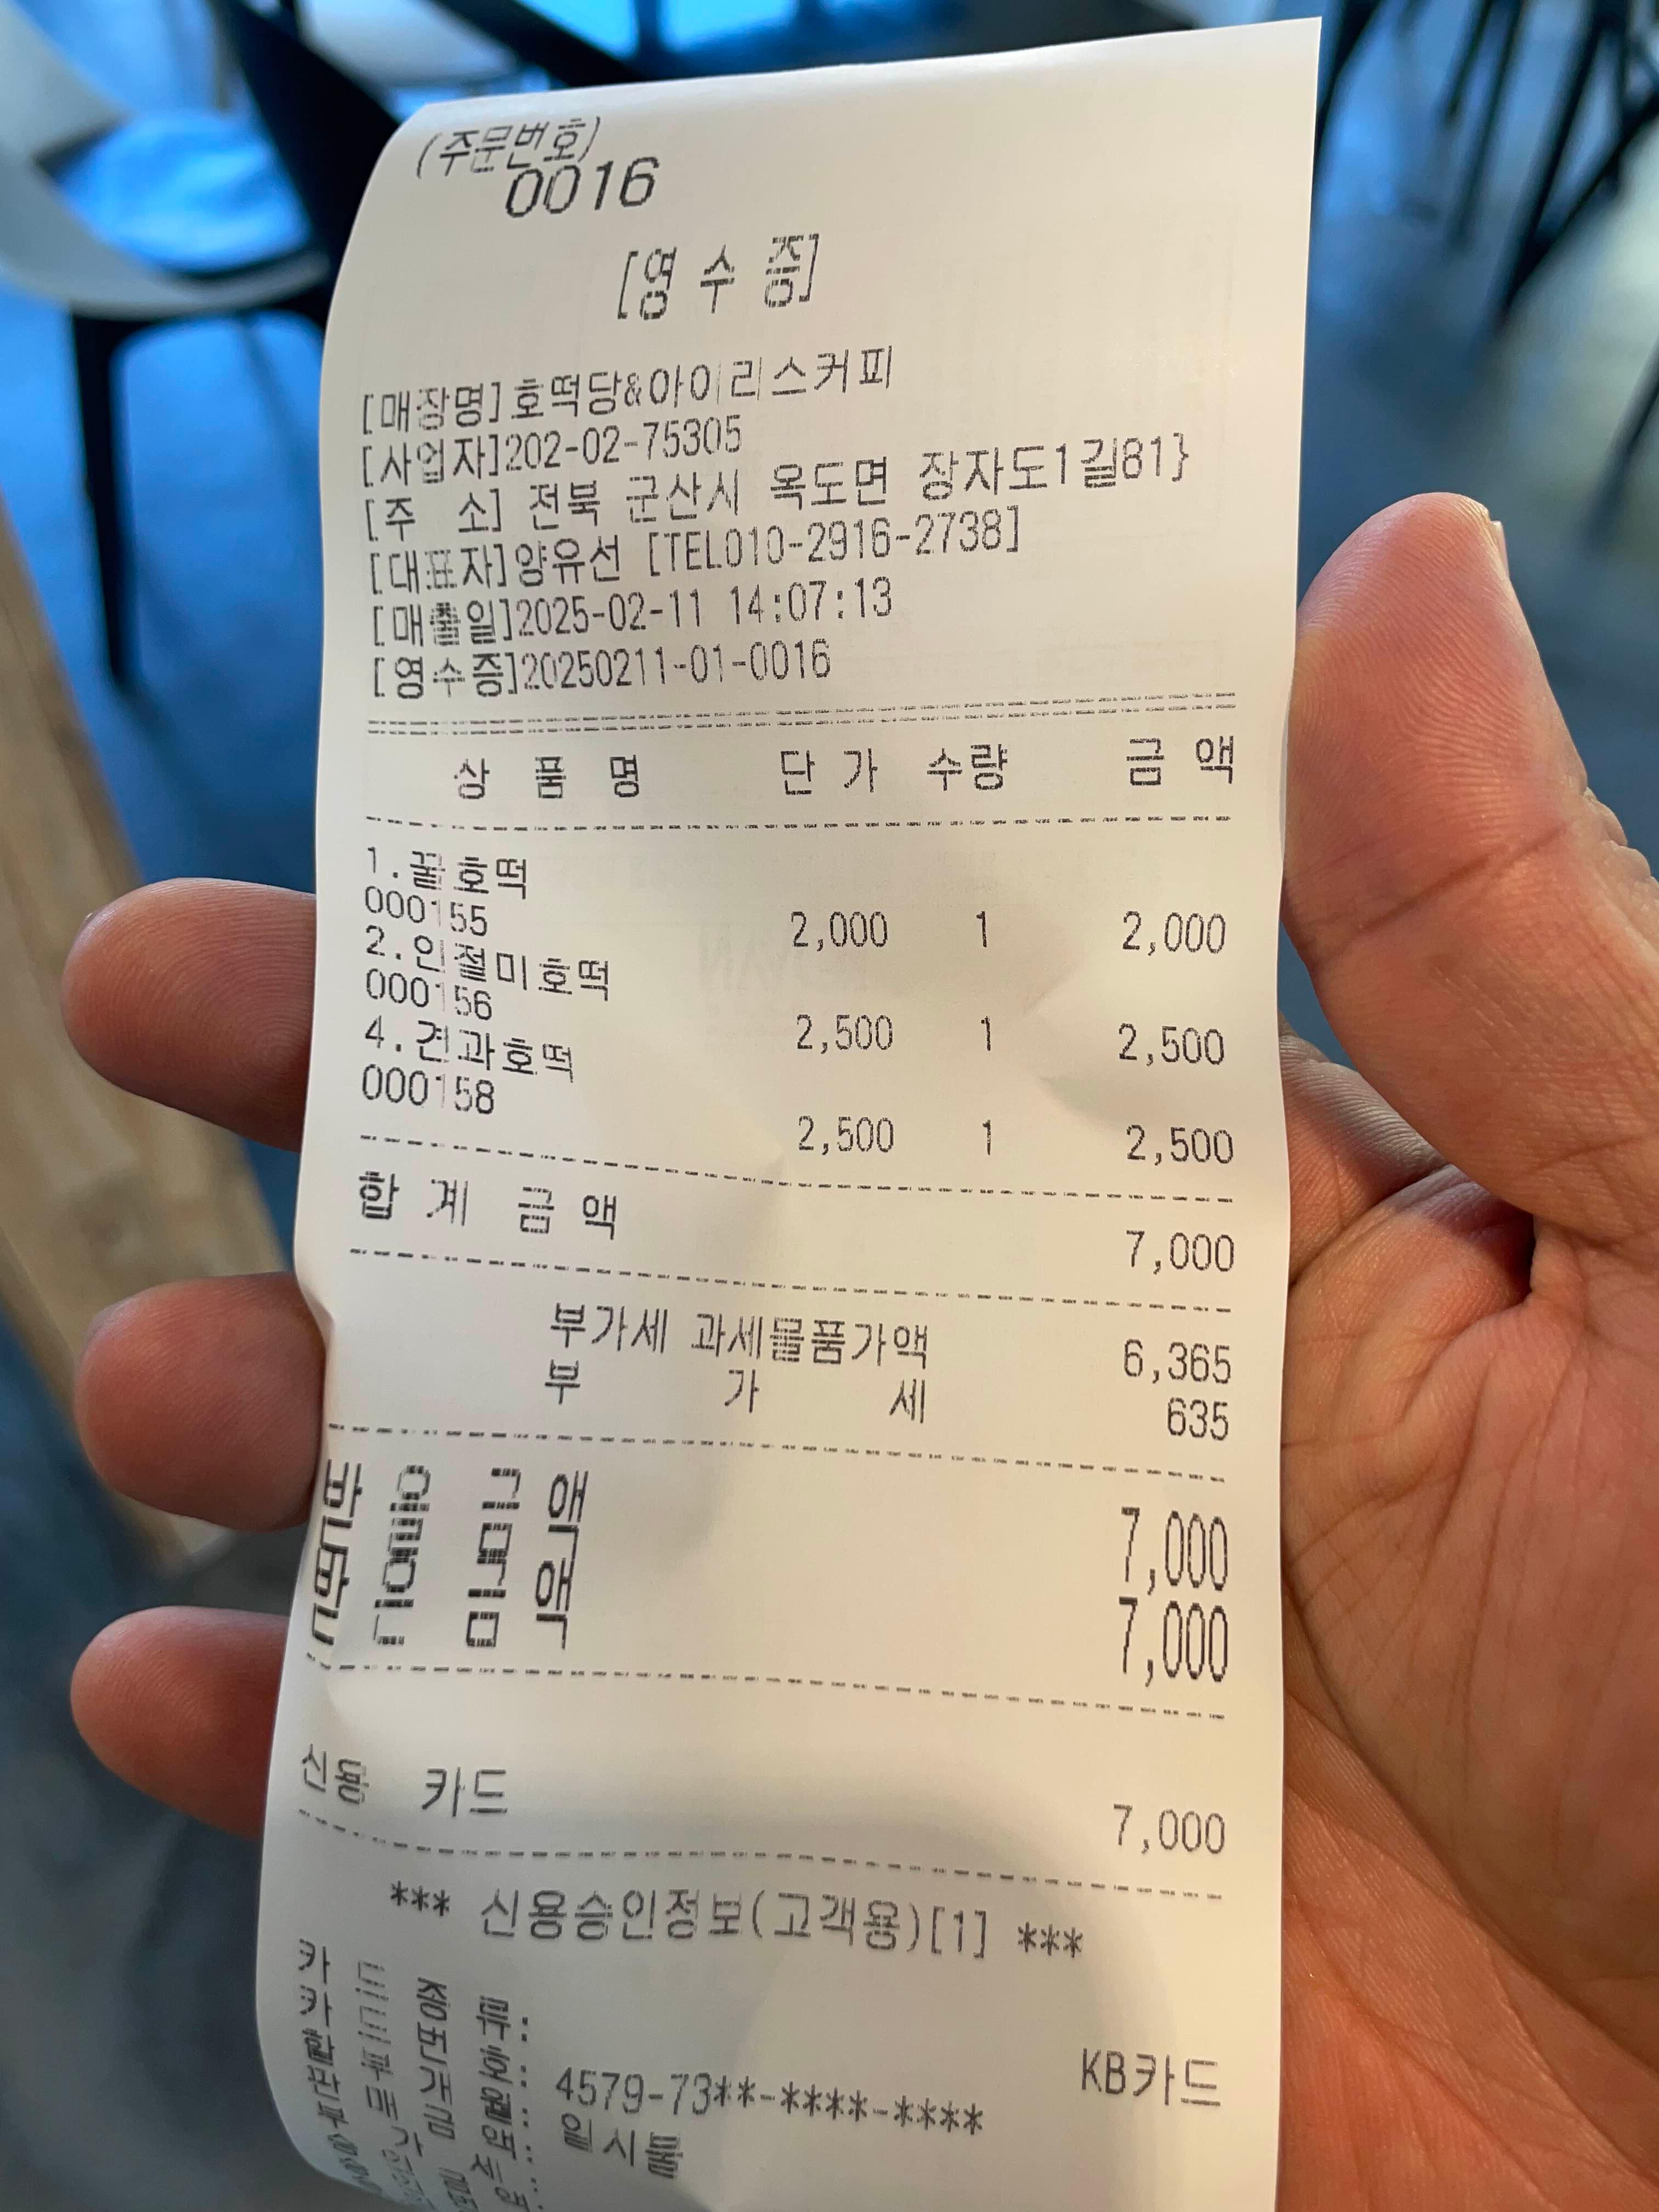 (주문번호)
0016
[영 수 증]
[매장명]호떡당&아이리스커피
[사업자]202-02-75305
[주 소] 전북 군산시 옥도면 장자도1길81}
[대표자]양유선 [TEL010-2916-2738]
[매출일]2025-02-11 14:07:13
[영수증]20250211-01-0016
상 품 명 단 가 수량 금 액
1.꿀호떡
000155 2,000 1 2,000
2.인절미호떡
000156 2,500 1 2,500
4.견과호떡
000158 2,500 1 2,500
합 계 금 액 7,000
부가세 과세물품가액 6,365
부 가 세 635
받 을 금 액 7,000
받 은 금 액 7,000
신용 카드 7,000
*** 신용승인정보(고객용)[1] ***
카 드 종 류 : KB카드
카 드 번 호 : 4579-73**-****-****
할 부 개 월 : 일시불